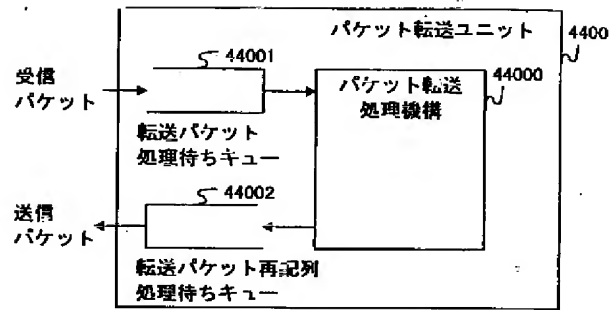 パケット転送ユニット
4400
44001
受信
パケット
パケット転送
処理機構
44000
転送パケット
処理待ちキュー
44002
送信
パケット
転送パケット再配列
処理待ちキュー